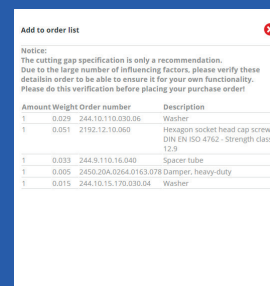 Add to order list
Notice:
The cutting gap specification is only a recommendation.
Due to the large number of influencing factors, please verify these
detailsin order to be able to ensure it for your own functionality.
Please do this verification before placing your purchase order!
Amount Weight Order number Description
1 0.029 244.10.110.030.06 Washer
1 0.051 2192.12.10.060 Hexagon socket head cap screw
DIN EN ISO 4762 - Strength class
12.9
1 0.033 244.9.110.16.040 Spacer tube
1 0.005 2450.20A.0264.0163.078 Damper, heavy-duty
1 0.015 244.10.15.170.030.04 Washer